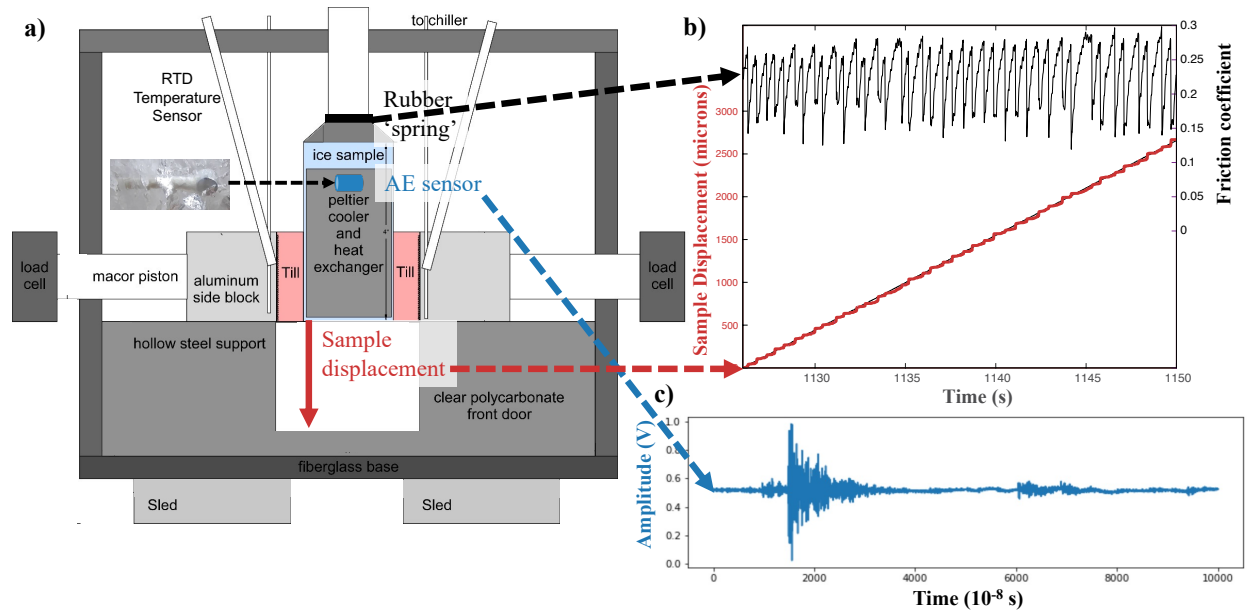 a)
to chiller
RTD
Temperature
Sensor
Rubber
‘spring’
ice sample
AE sensor
peltier
cooler
and
heat
exchanger
4"
load
cell
macor piston
aluminum
side block
Till
Till
load
cell
hollow steel support
Sample
displacement
clear polycarbonate
front door
fiberglass base
Sled
Sled
b)
Sample Displacement (microns)
3000
2500
2000
1500
1000
500
0
0.3
0.25
0.2
0.15
0.1
0.05
0
Friction coefficient
1130
1135
1140
1145
1150
Time (s)
c)
Amplitude (V)
1.0
0.8
0.6
0.4
0.2
0.0
0
2000
4000
6000
8000
10000
Time (10⁻⁸ s)